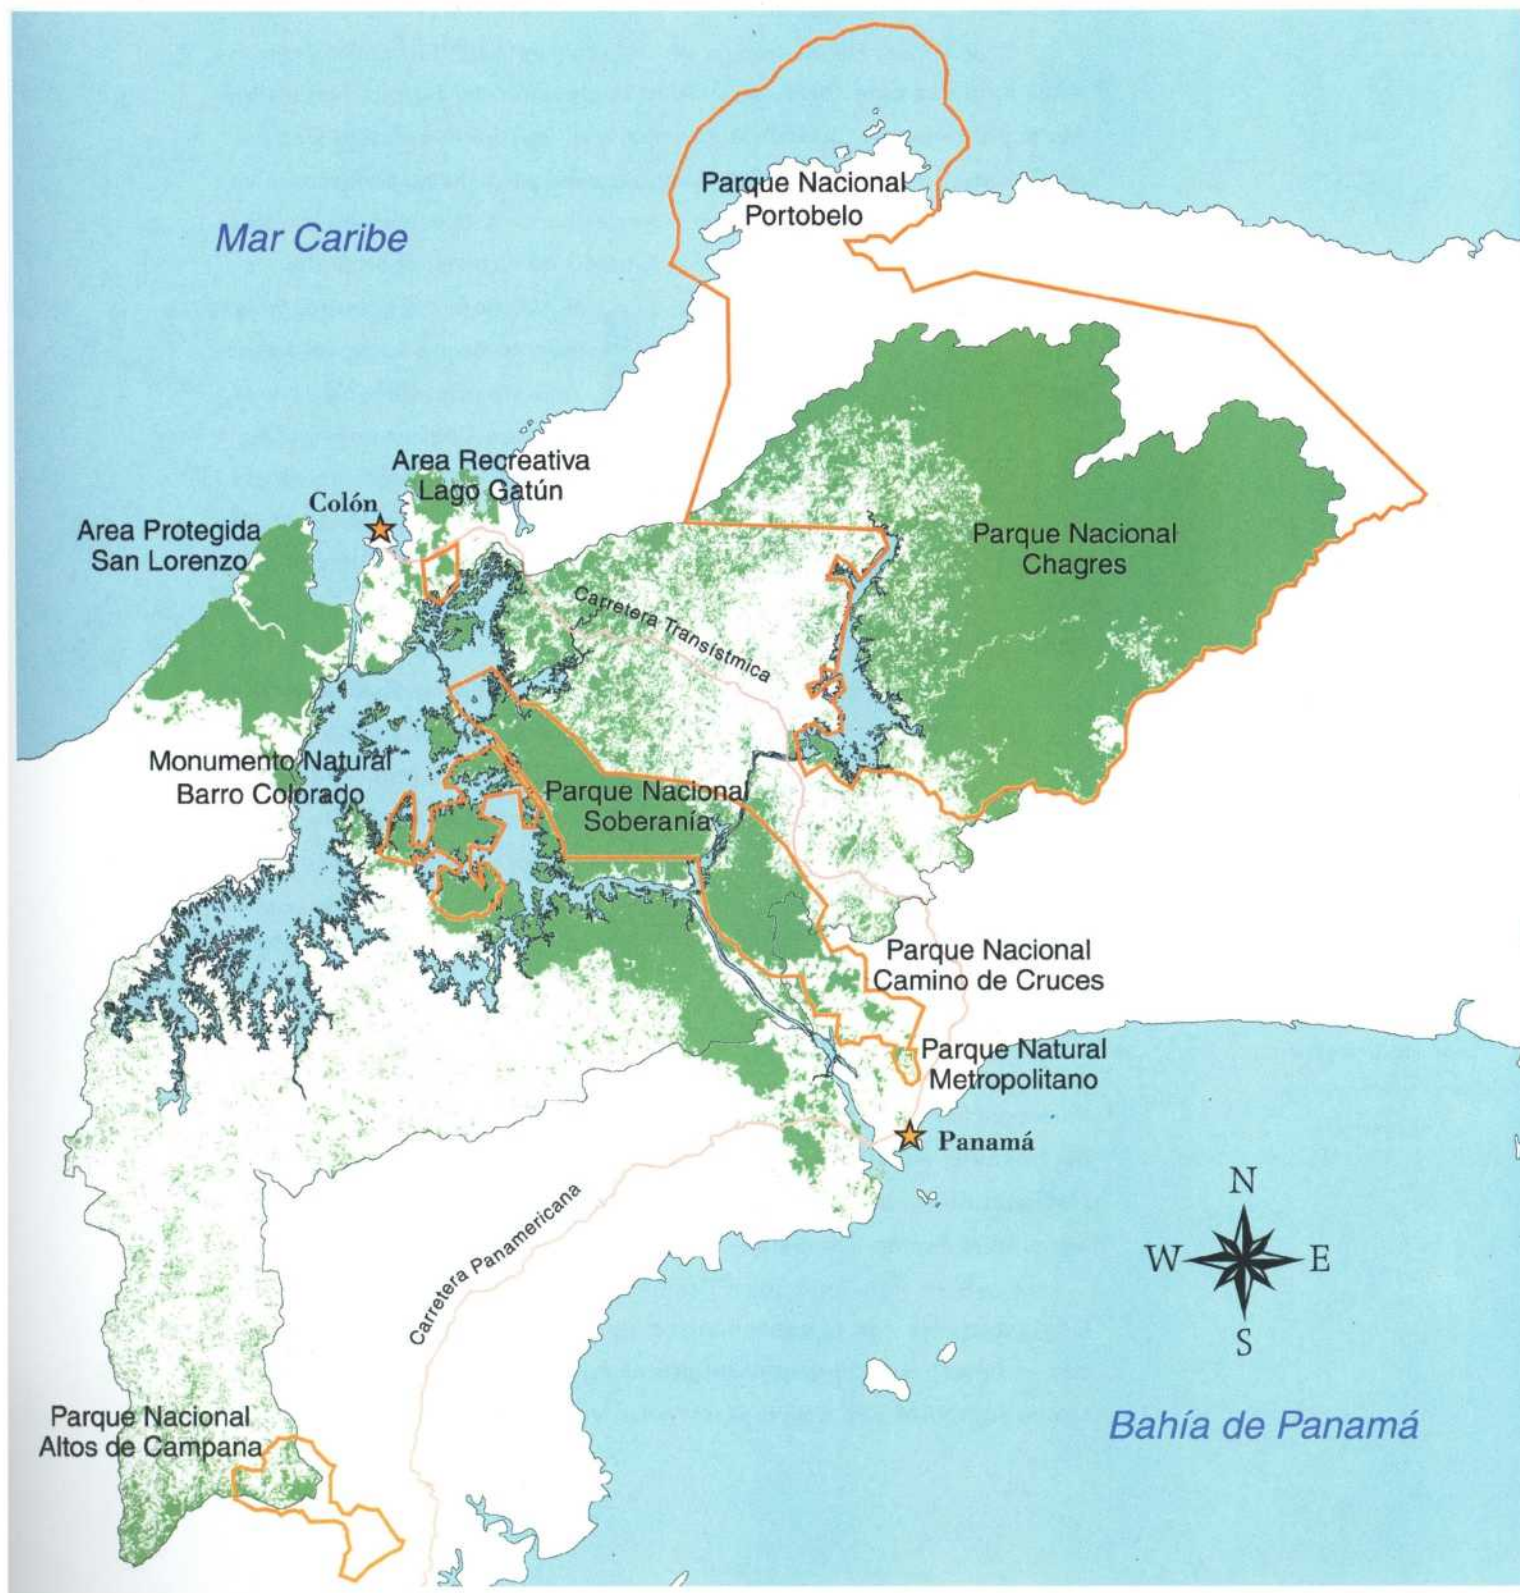 Parque Nacional
Portobelo
Mar Caribe
Area Recreativa
Lago Gatún
Colón
Area Protegida
San Lorenzo
Parque Nacional
Chagres
Carretera Transístmica
Monumento Natural
Barro Colorado
Parque Nacional
Soberanía
Parque Nacional
Camino de Cruces
Parque Natural
Metropolitano
Panamá
N
W
E
S
Carretera Panamericana
Parque Nacional
Altos de Campana
Bahía de Panamá